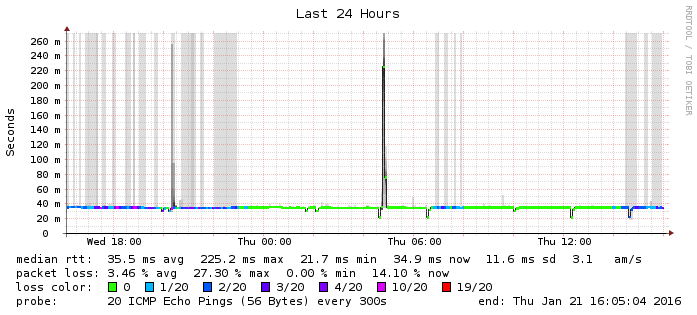 Last 24 Hours
RRDTOOL / TOBI OETIKER
Seconds
260 m
240 m
220 m
200 m
180 m
160 m
140 m
120 m
100 m
80 m
60 m
40 m
20 m
0
Wed 18:00 Thu 00:00 Thu 06:00 Thu 12:00
median rtt: 35.5 ms avg 225.2 ms max 21.7 ms min 34.9 ms now 11.6 ms sd 3.1 am/s
packet loss: 3.46 % avg 27.30 % max 0.00 % min 14.10 % now
loss color: 0 1/20 2/20 3/20 4/20 10/20 19/20
probe: 20 ICMP Echo Pings (56 Bytes) every 300s end: Thu Jan 21 16:05:04 2016